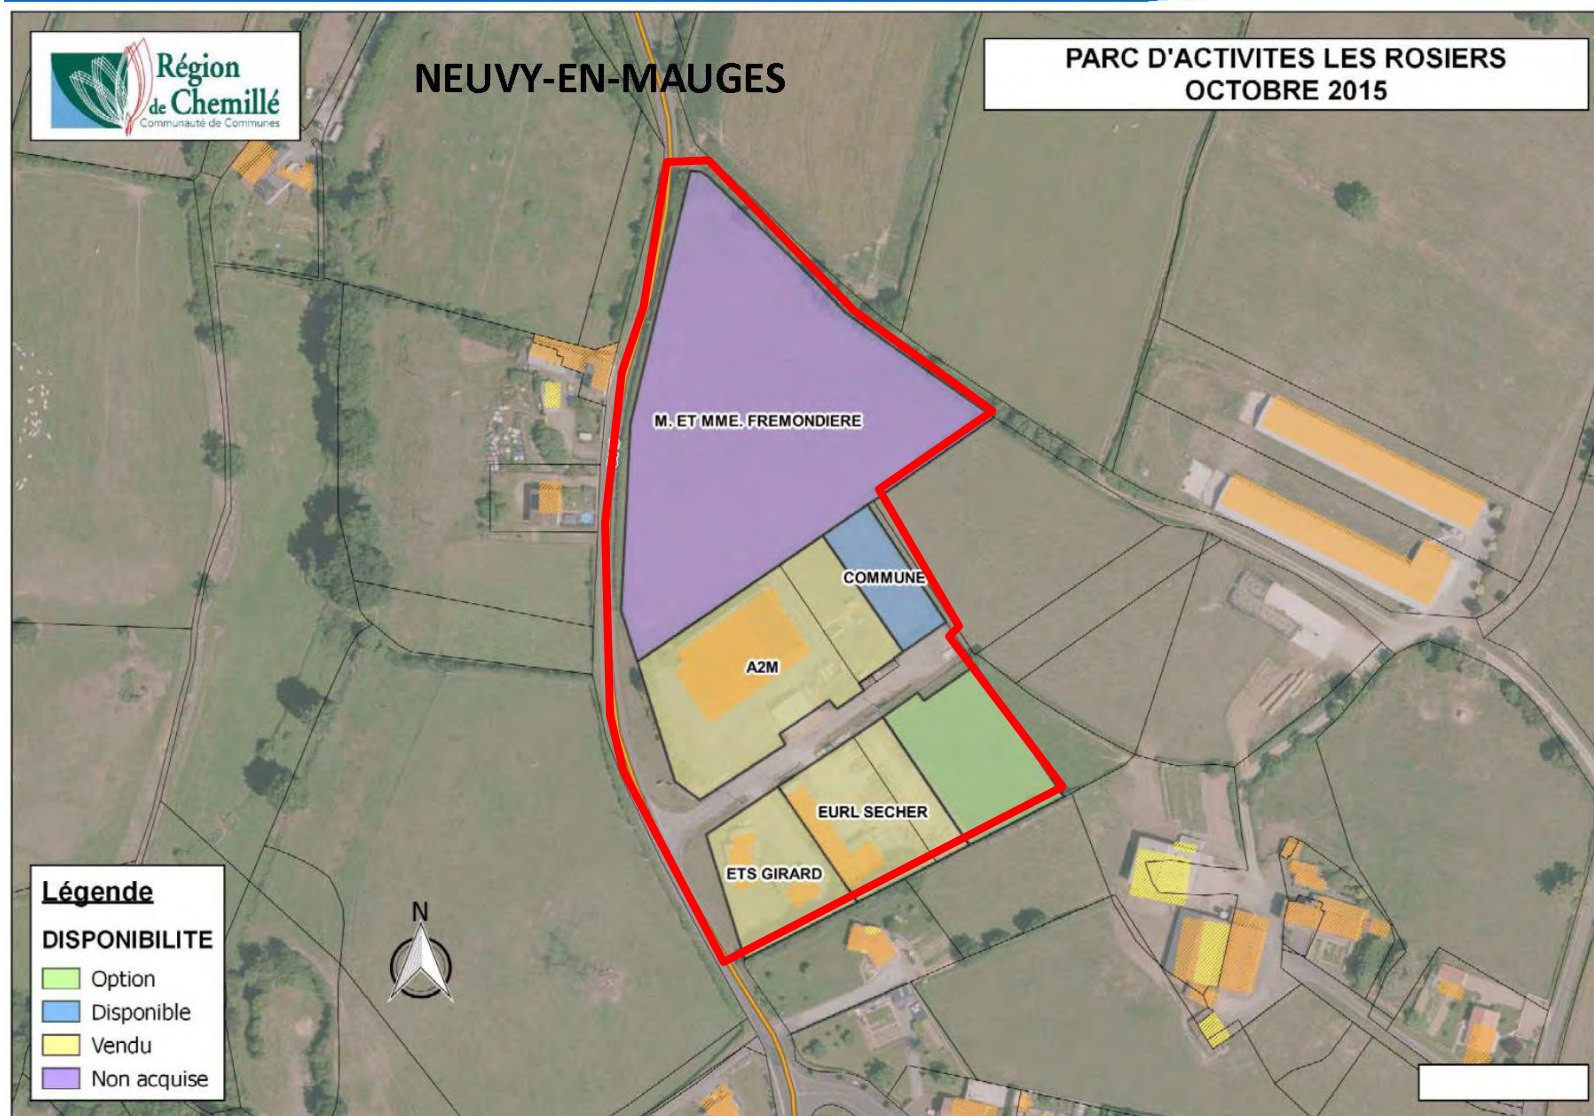 Région
de Chemillé
Communauté de Communes
NEUVY-EN-MAUGES
PARC D'ACTIVITES LES ROSIERS
OCTOBRE 2015
M. ET MME. FREMONDIERE
COMMUNE
A2M
EURL SECHER
ETS GIRARD
Légende
DISPONIBILITE
Option
Disponible
Vendu
Non acquise
N